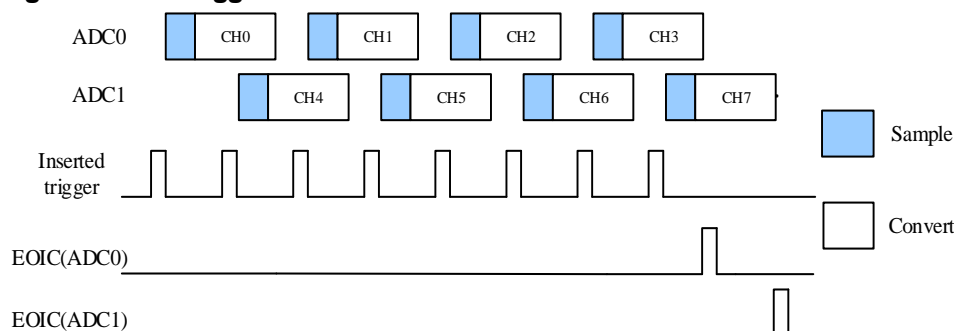 ADC0
CH0
CH1
CH2
CH3
ADC1
CH4
CH5
CH6
CH7
Sample
Inserted
trigger
Convert
EOIC(ADC0)
EOIC(ADC1)